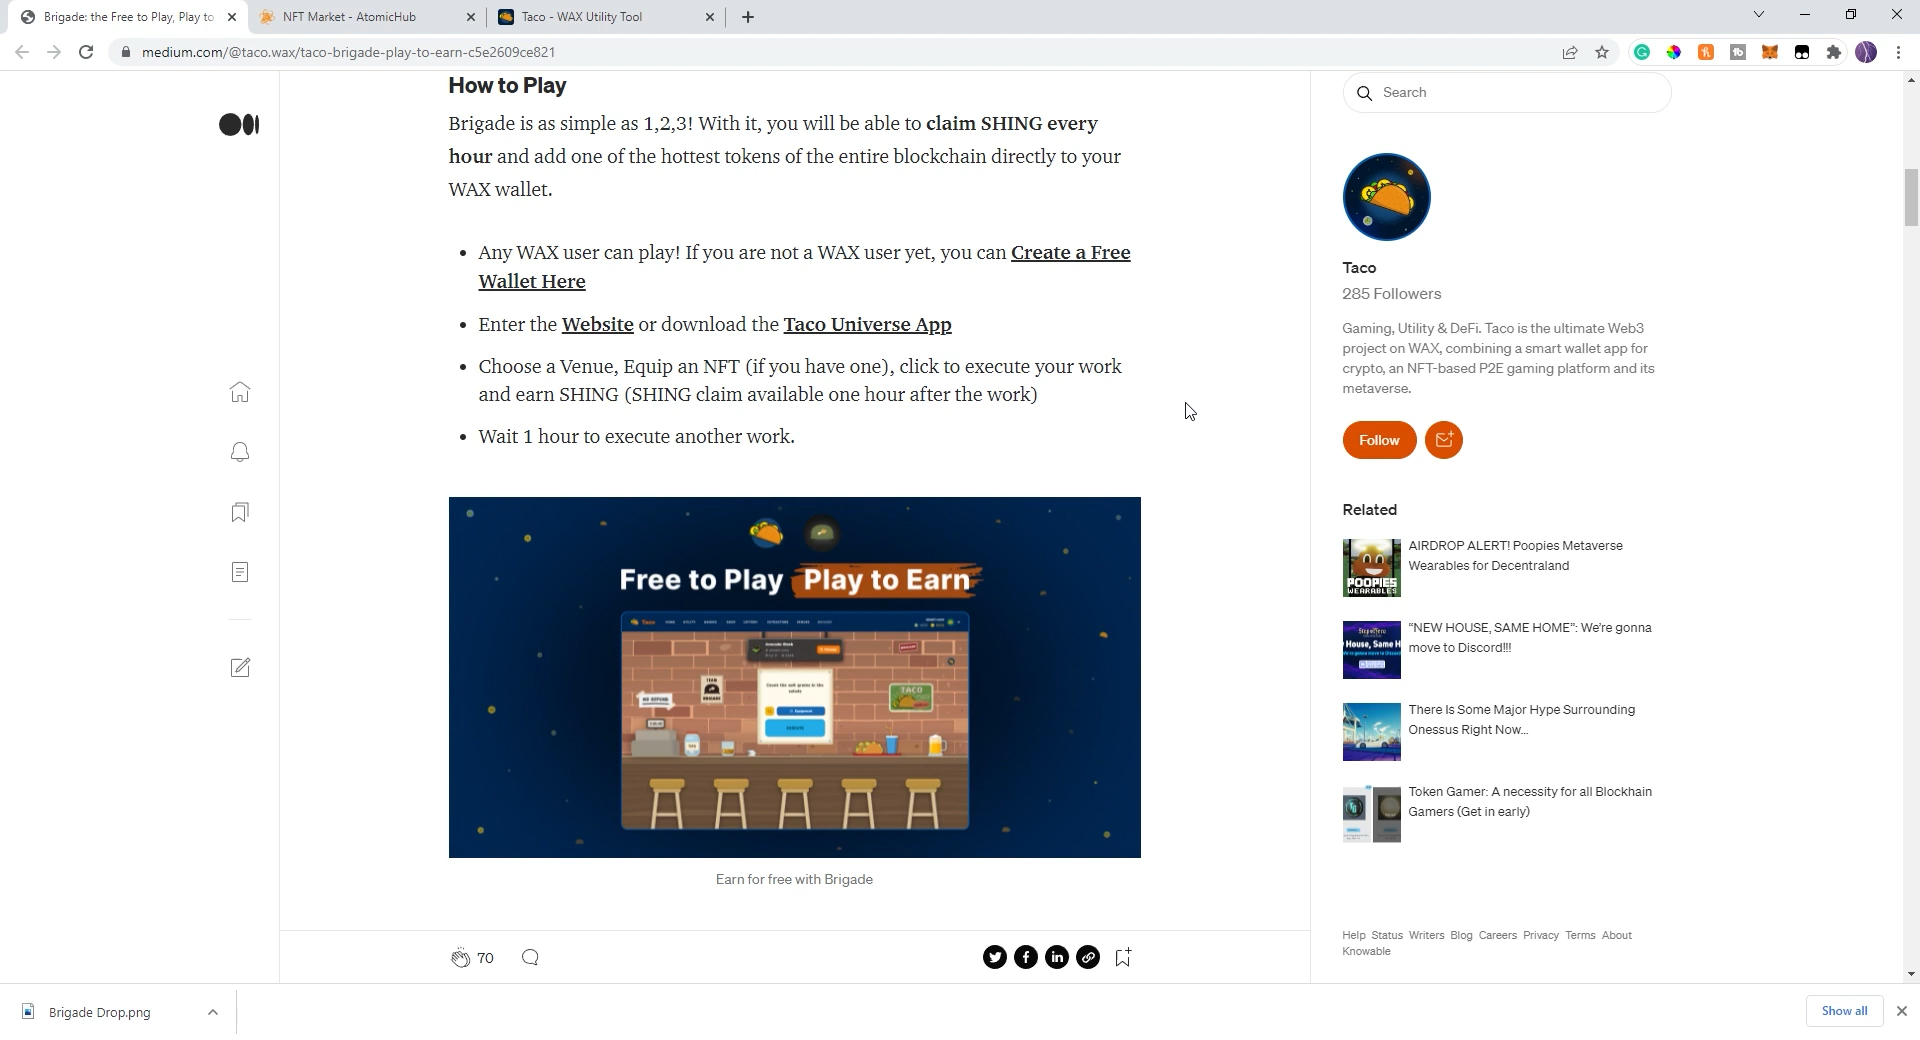 Brigade: the Free to Play, Play to
NFT Market - AtomicHub
Taco - WAX Utility Tool
medium.com/@taco.wax/taco-brigade-play-to-earn-c5e2609ce821
How to Play
Brigade is as simple as 1,2,3! With it, you will be able to claim SHING every
hour and add one of the hottest tokens of the entire blockchain directly to your
WAX wallet.
Any WAX user can play! If you are not a WAX user yet, you can Create a Free
Wallet Here
Enter the Website or download the Taco Universe App
Choose a Venue, Equip an NFT (if you have one), click to execute your work
and earn SHING (SHING claim available one hour after the work)
Wait 1 hour to execute another work.
Free to Play Play to Earn
Taco
TACO
Earn for free with Brigade
70
Search
Taco
285 Followers
Gaming, Utility & DeFi. Taco is the ultimate Web3
project on WAX, combining a smart wallet app for
crypto, an NFT-based P2E gaming platform and its
metaverse.
Follow
Related
POOPIES
WEARABLES
AIRDROP ALERT! Poopies Metaverse
Wearables for Decentraland
"NEW HOUSE, SAME HOME": We're gonna
move to Discord!!!
There Is Some Major Hype Surrounding
Onessus Right Now...
Token Gamer: A necessity for all Blockhain
Gamers (Get in early)
Help Status Writers Blog Careers Privacy Terms About
Knowable
Brigade Drop.png
Show all